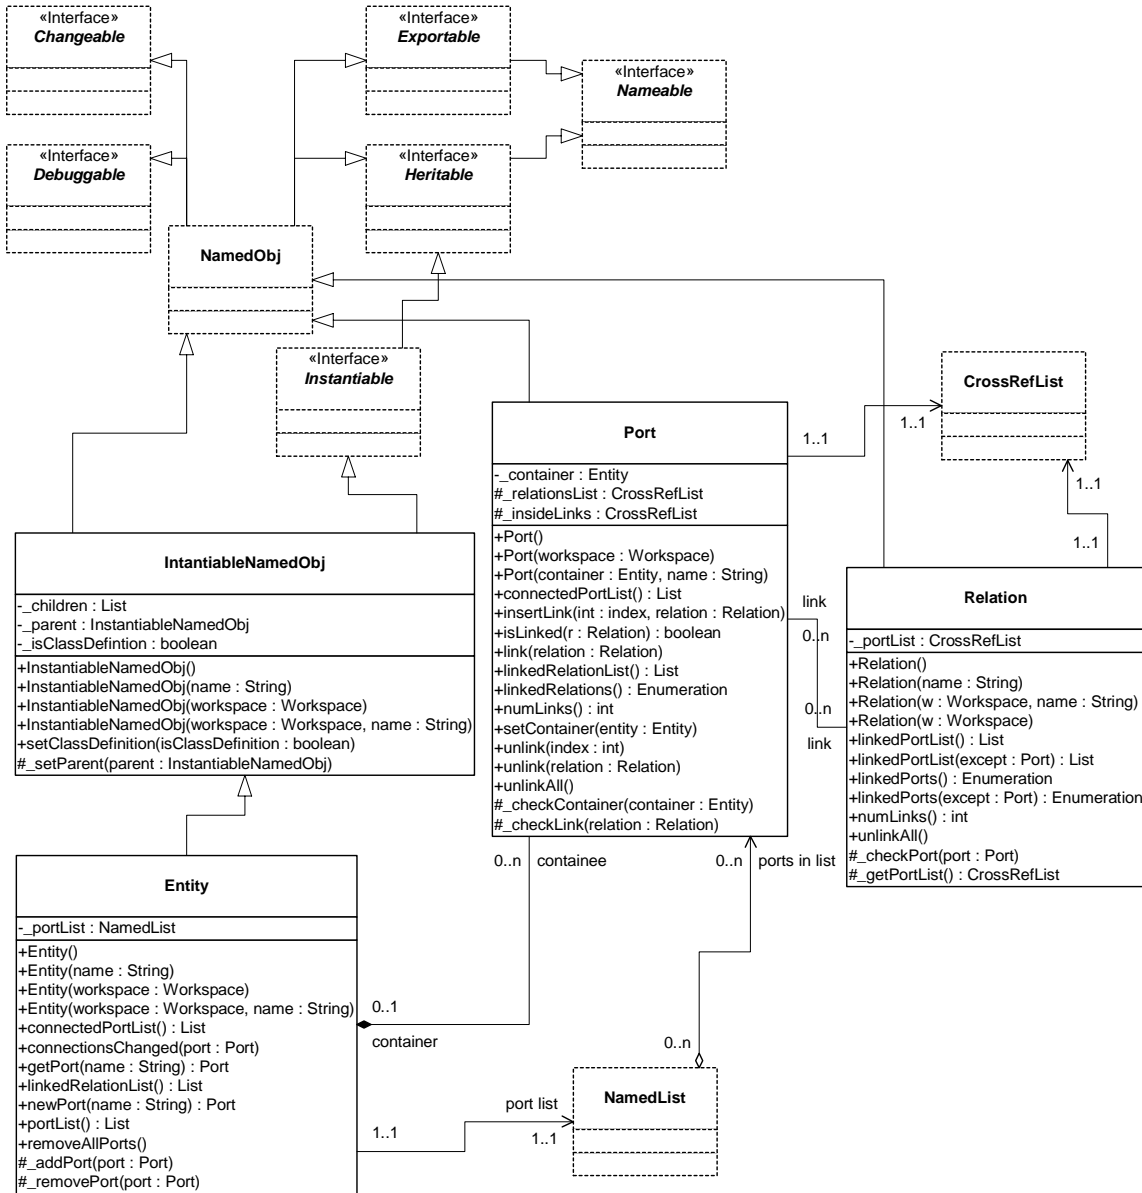 «Interface»
Changeable
«Interface»
Exportable
«Interface»
Nameable
«Interface»
Debuggable
«Interface»
Heritable
NamedObj
«Interface»
Instantiable
CrossRefList
1..1
1..1
1..1
1..1
Port
-_container : Entity
#_relationsList : CrossRefList
#_insideLinks : CrossRefList
+Port()
+Port(workspace : Workspace)
+Port(container : Entity, name : String)
+connectedPortList() : List
+insertLink(int : index, relation : Relation)
+isLinked(r : Relation) : boolean
+link(relation : Relation)
+linkedRelationList() : List
+linkedRelations() : Enumeration
+numLinks() : int
+setContainer(entity : Entity)
+unlink(index : int)
+unlink(relation : Relation)
+unlinkAll()
#_checkContainer(container : Entity)
#_checkLink(relation : Relation)
IntantiableNamedObj
-_children : List
-_parent : InstantiableNamedObj
-_isClassDefintion : boolean
+InstantiableNamedObj()
+InstantiableNamedObj(name : String)
+InstantiableNamedObj(workspace : Workspace)
+InstantiableNamedObj(workspace : Workspace, name : String)
+setClassDefinition(isClassDefinition : boolean)
#_setParent(parent : InstantiableNamedObj)
link
0..n
0..n
link
Relation
-_portList : CrossRefList
+Relation()
+Relation(name : String)
+Relation(w : Workspace, name : String)
+Relation(w : Workspace)
+linkedPortList() : List
+linkedPortList(except : Port) : List
+linkedPorts() : Enumeration
+linkedPorts(except : Port) : Enumeration
+numLinks() : int
+unlinkAll()
#_checkPort(port : Port)
#_getPortList() : CrossRefList
0..n containee
0..n ports in list
Entity
-_portList : NamedList
+Entity()
+Entity(name : String)
+Entity(workspace : Workspace)
+Entity(workspace : Workspace, name : String)
+connectedPortList() : List
+connectionsChanged(port : Port)
+getPort(name : String) : Port
+linkedRelationList() : List
+newPort(name : String) : Port
+portList() : List
+removeAllPorts()
#_addPort(port : Port)
#_removePort(port : Port)
0..1
container
0..n
port list
1..1
1..1
NamedList